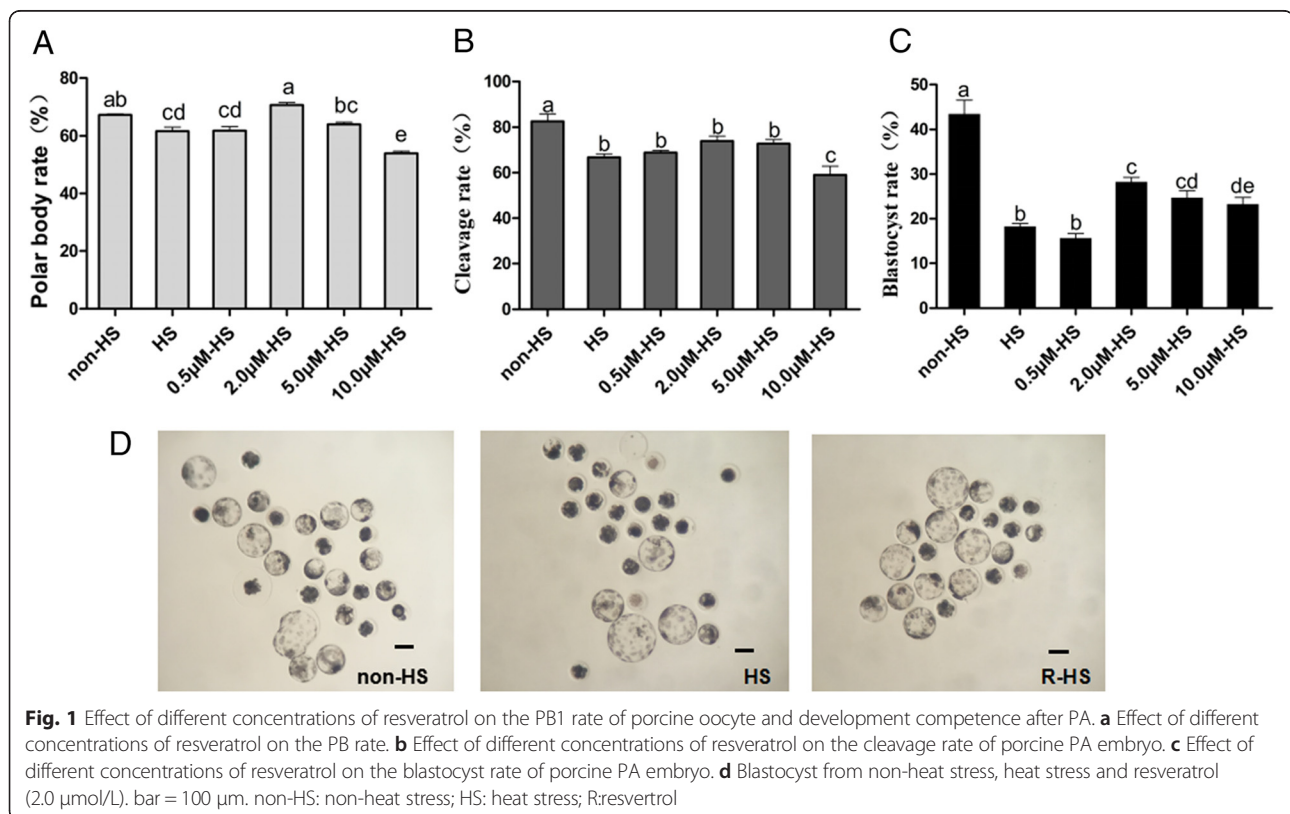 A
Polar body rate (%)
80
60
40
20
0
ab
cd
cd
a
bc
e
non-HS
HS
0.5μM-HS
2.0μM-HS
5.0μM-HS
10.0μM-HS
B
Cleavage rate (%)
100
80
60
40
20
0
a
b
b
b
b
c
non-HS
HS
0.5μM-HS
2.0μM-HS
5.0μM-HS
10.0μM-HS
C
Blastocyst rate (%)
50
40
30
20
10
0
a
b
b
c
cd
de
non-HS
HS
0.5μM-HS
2.0μM-HS
5.0μM-HS
10.0μM-HS
D
non-HS
HS
R-HS
Fig. 1 Effect of different concentrations of resveratrol on the PB1 rate of porcine oocyte and development competence after PA. a Effect of different
concentrations of resveratrol on the PB rate. b Effect of different concentrations of resveratrol on the cleavage rate of porcine PA embryo. c Effect of
different concentrations of resveratrol on the blastocyst rate of porcine PA embryo. d Blastocyst from non-heat stress, heat stress and resveratrol
(2.0 μmol/L). bar = 100 μm. non-HS: non-heat stress; HS: heat stress; R:resvertrol